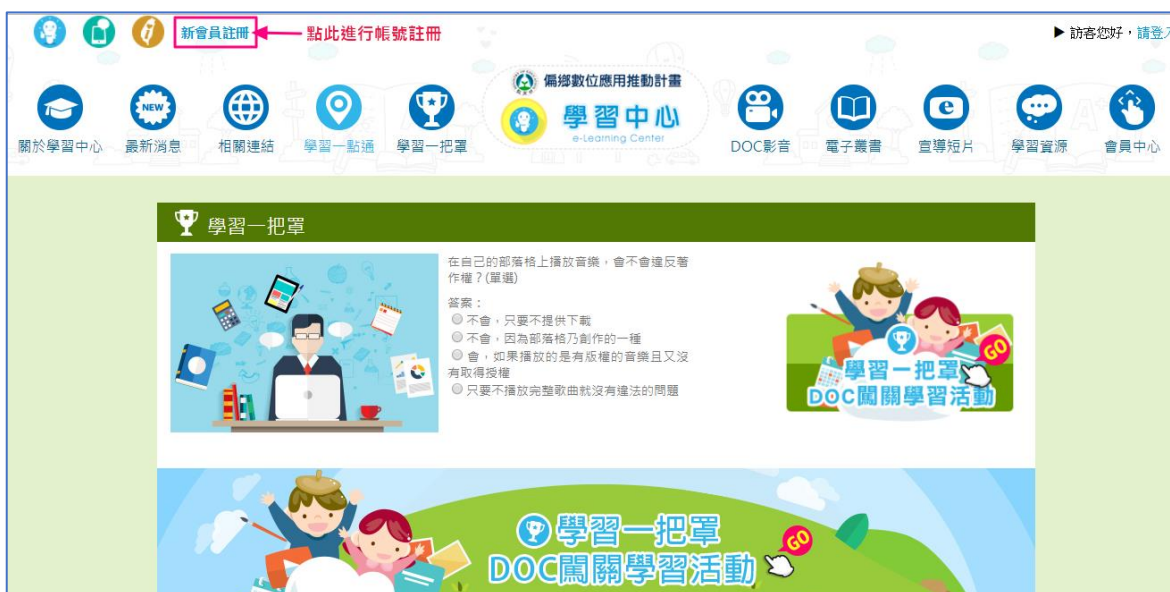 新會員註冊
點此進行帳號註冊
▶ 訪客您好，請登入
偏鄉數位應用推動計畫
學習中心
e-Learning Center
NEW
關於學習中心
最新消息
相關連結
學習一點通
學習一把罩
DOC影音
電子叢書
宣導短片
學習資源
會員中心
學習一把罩
在自己的部落格上播放音樂，會不會違反著
作權？(單選)
答案：
不會，只要不提供下載
不會，因為部落格乃創作的一種
會，如果播放的是有版權的音樂且又沒
有取得授權
只要不播放完整歌曲就沒有違法的問題
GO
學習一把罩
DOC闖關學習活動
學習一把罩
GO
DOC闖關學習活動